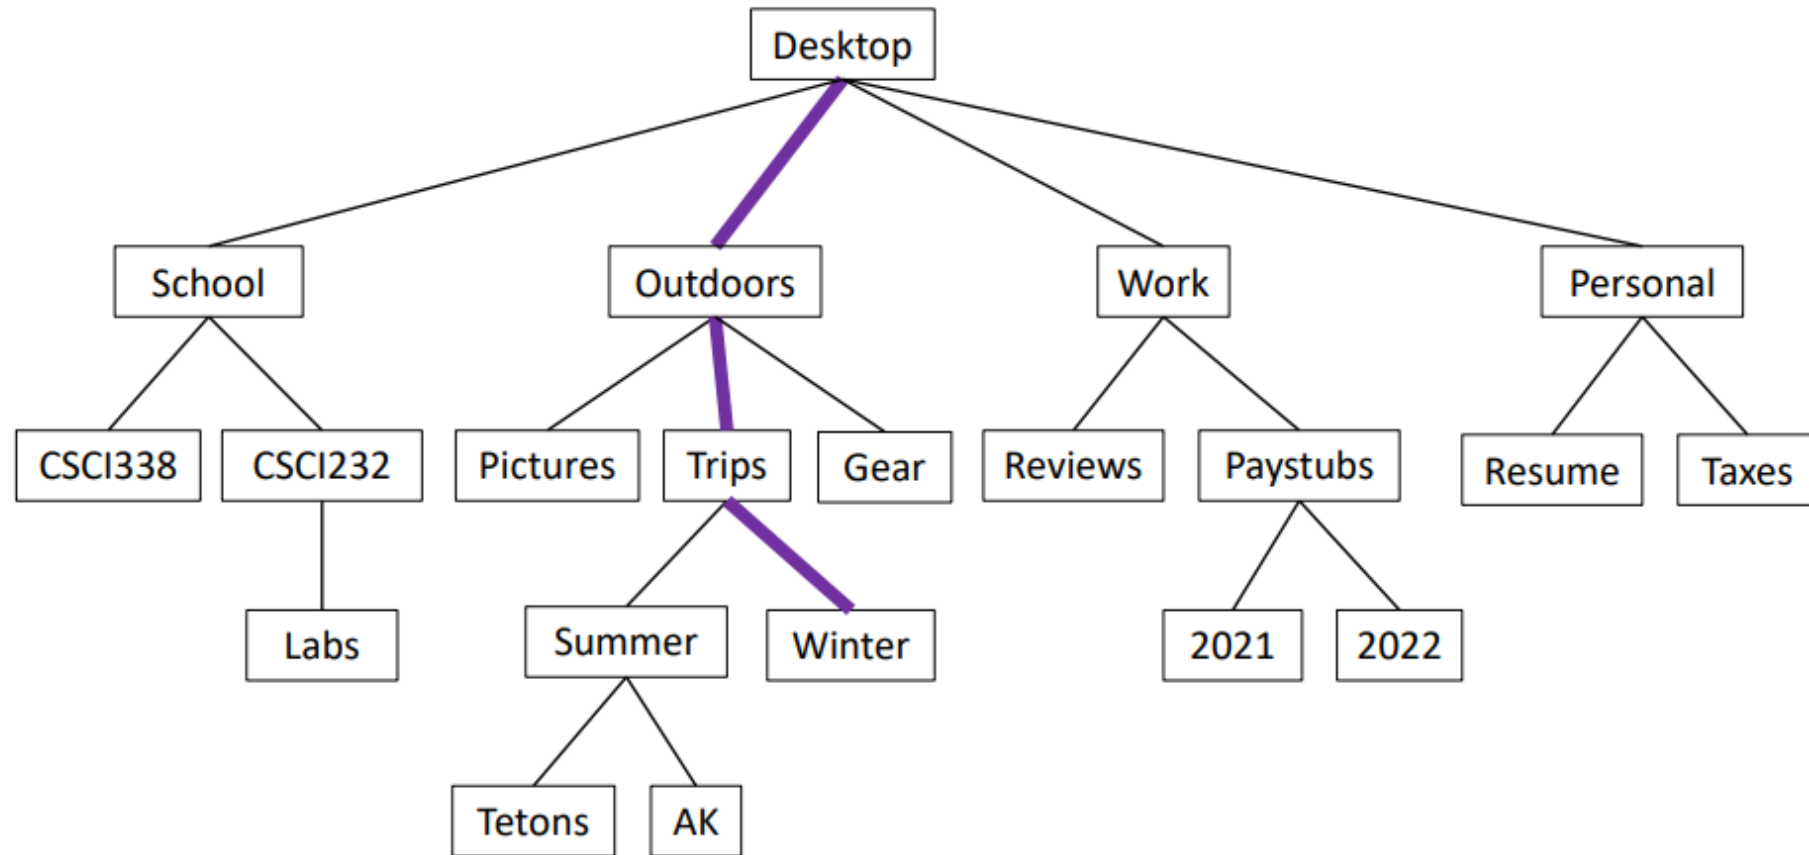 Desktop
School
Outdoors
Work
Personal
CSCI338
CSCI232
Pictures
Trips
Gear
Reviews
Paystubs
Resume
Taxes
Labs
Summer
Winter
2021
2022
Tetons
AK